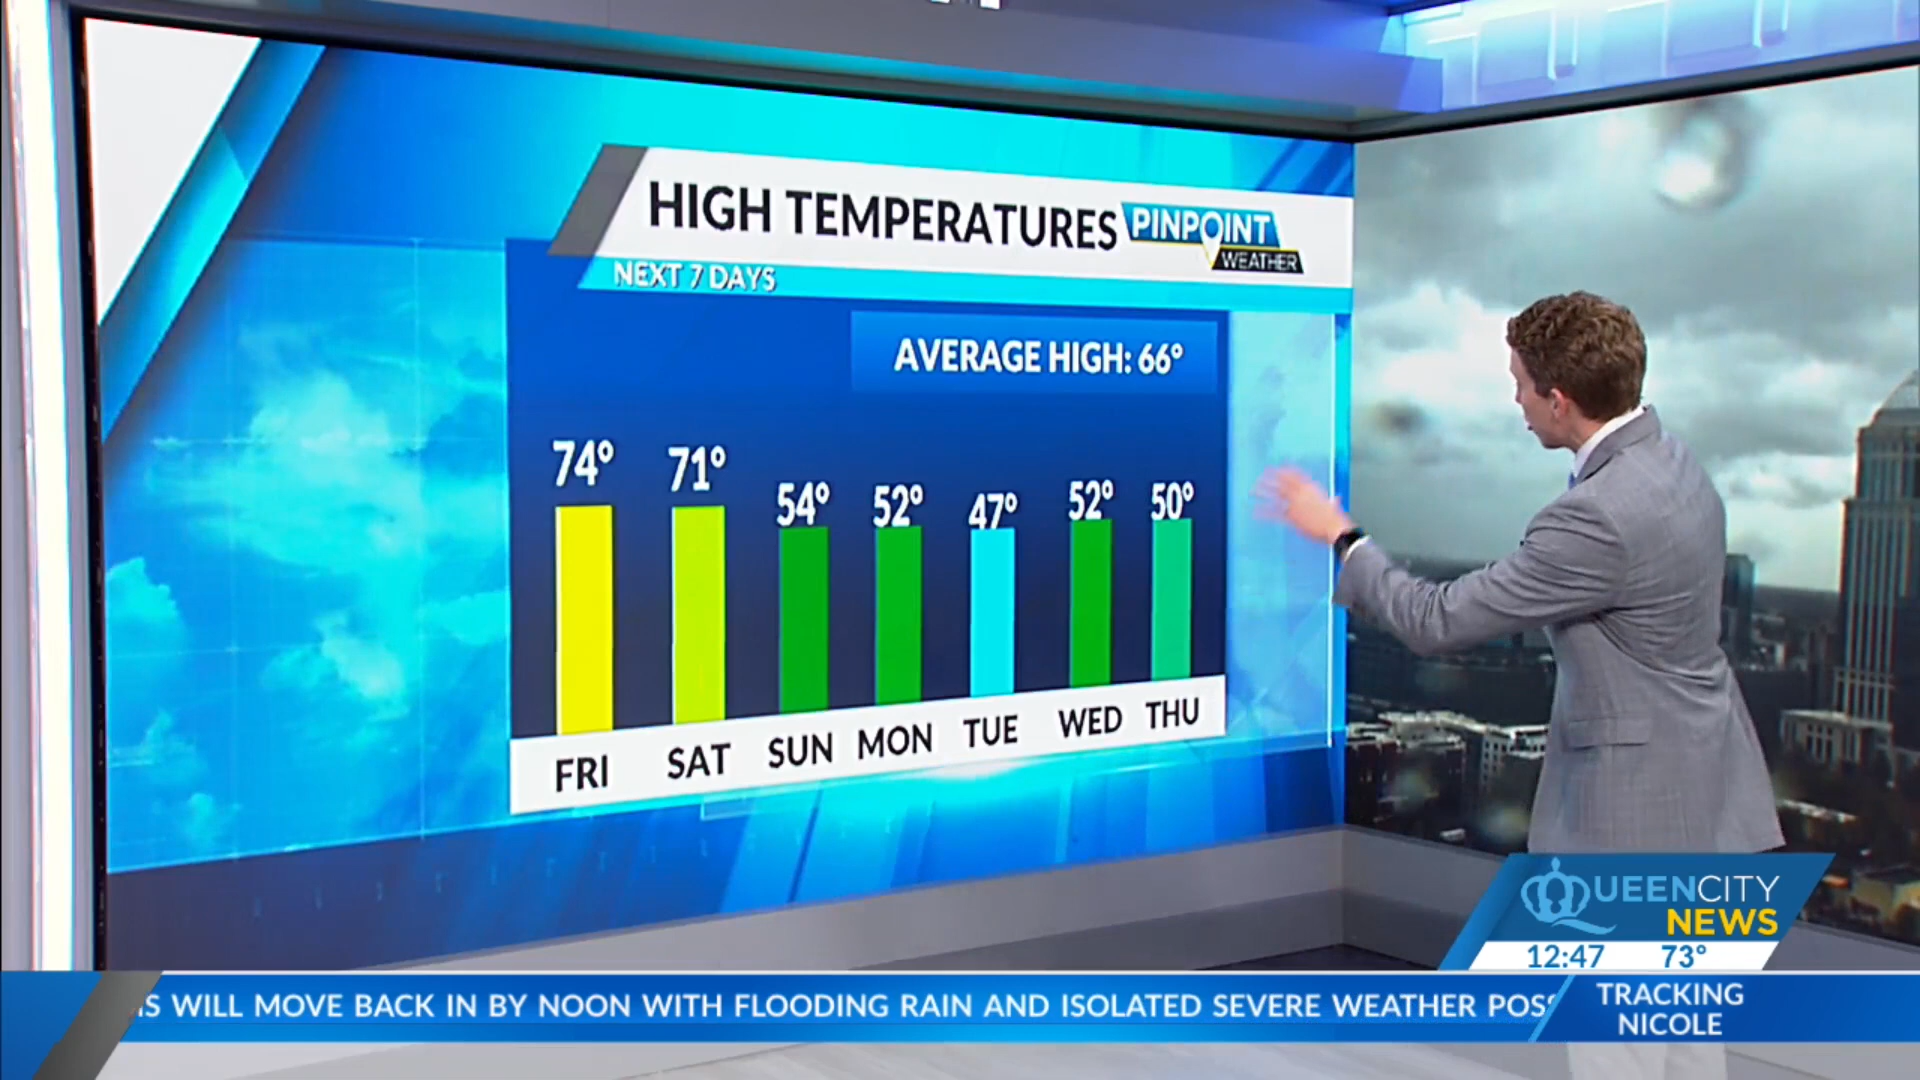 HIGH TEMPERATURES
PINPOINT
WEATHER
NEXT 7 DAYS
AVERAGE HIGH: 66°
74° 71° 54° 52° 47° 52° 50°
FRI SAT SUN MON TUE WED THU
QUEEN CITY
NEWS
12:47 73°
WILL MOVE BACK IN BY NOON WITH FLOODING RAIN AND ISOLATED SEVERE WEATHER
TRACKING
NICOLE